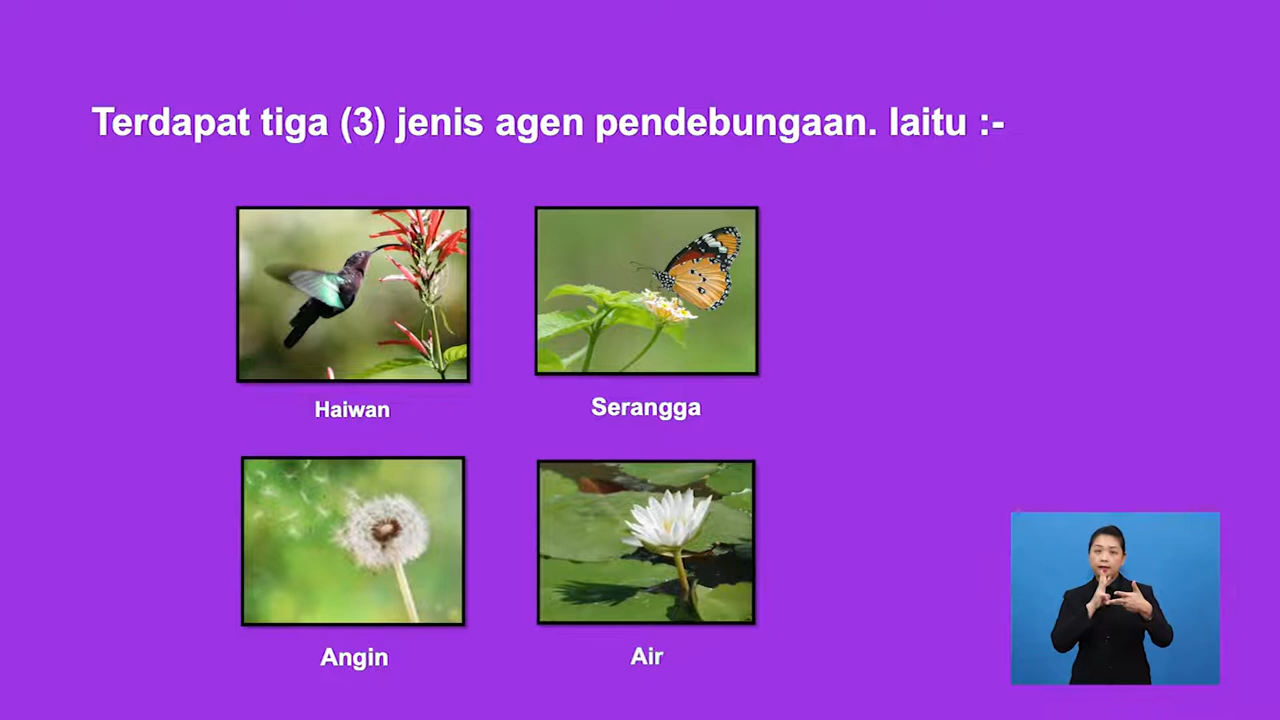 Terdapat tiga (3) jenis agen pendebungaan. Iaitu :-
Haiwan
Serangga
Angin
Air